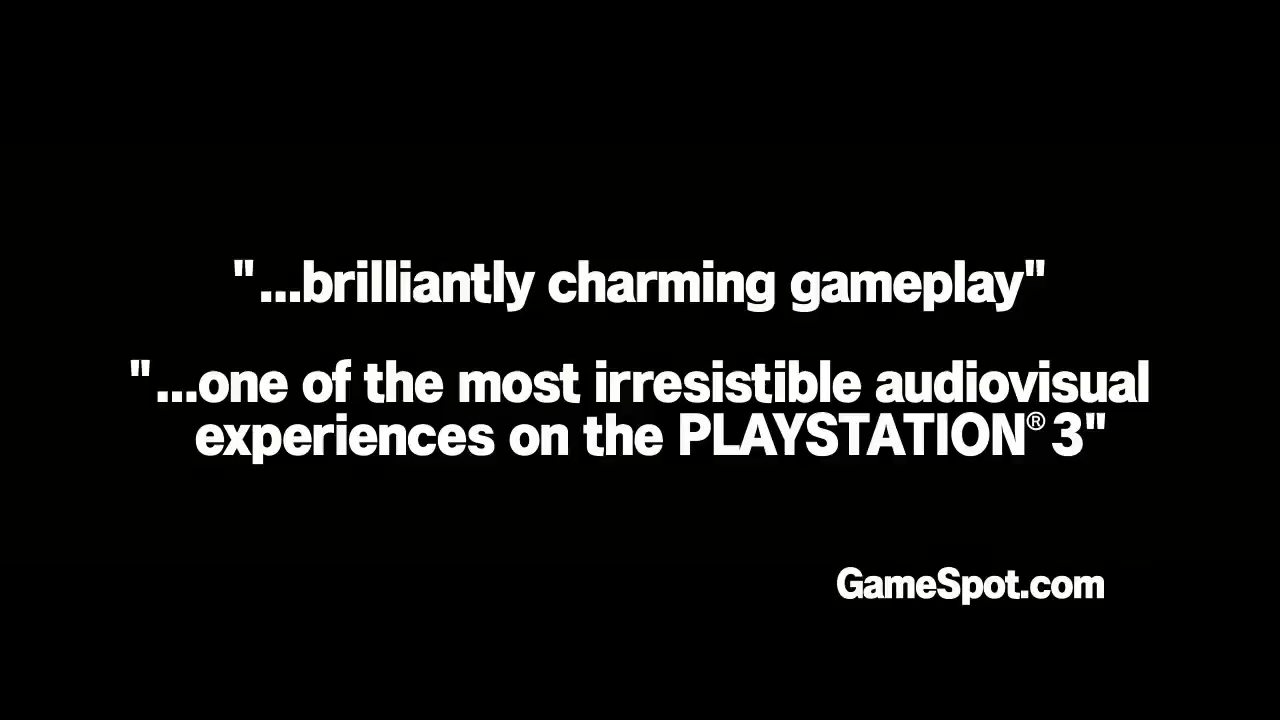 "...brilliantly charming gameplay"
"...one of the most irresistible audiovisual
experiences on the PLAYSTATION® 3"
GameSpot.com